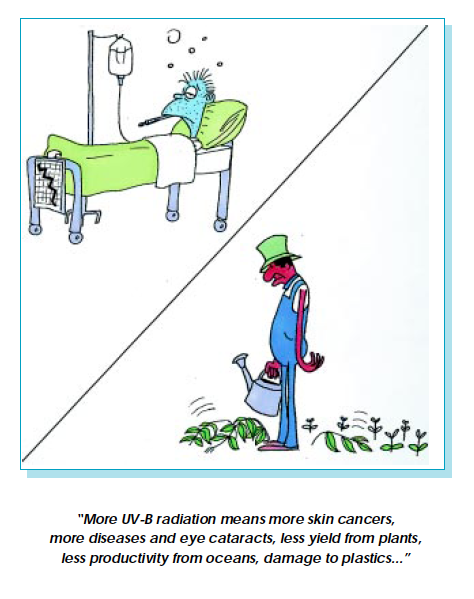 "More UV-B radiation means more skin cancers,
more diseases and eye cataracts, less yield from plants,
less productivity from oceans, damage to plastics..."